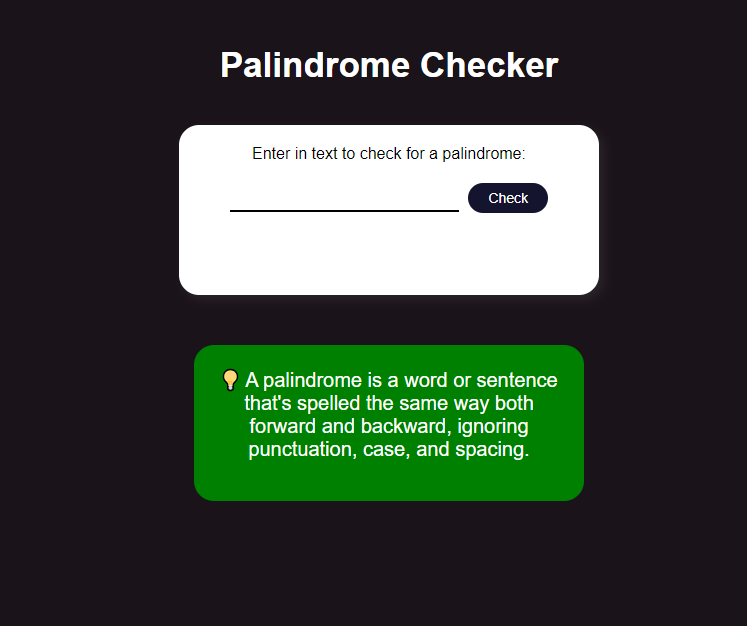 Palindrome Checker
Enter in text to check for a palindrome:
Check
💡 A palindrome is a word or sentence
that's spelled the same way both
forward and backward, ignoring
punctuation, case, and spacing.